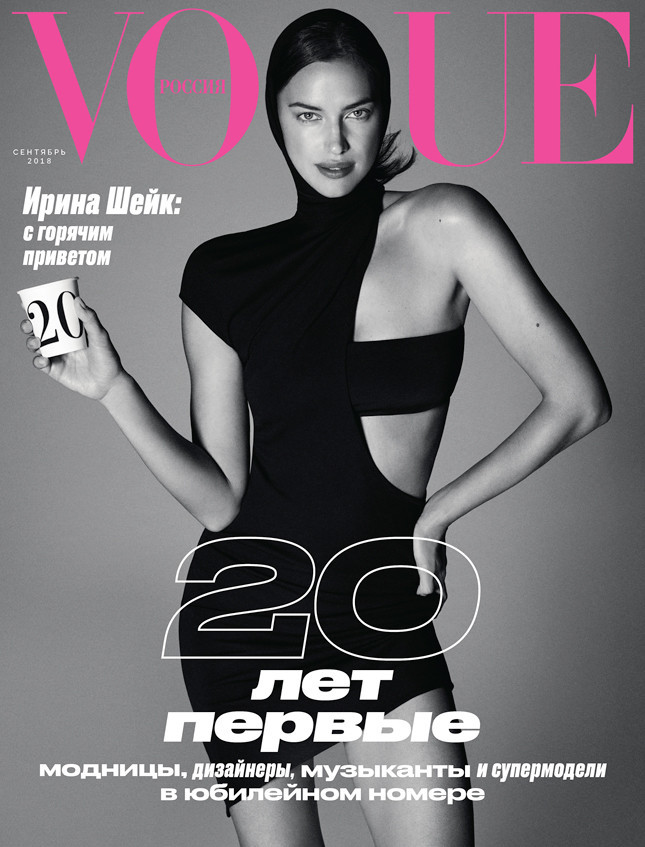 VOGUE
РОССИЯ
СЕНТЯБРЬ
2018
Ирина Шейк:
с горячим
приветом
20
20
лет
первые
модницы, дизайнеры, музыканты и супермодели
в юбилейном номере